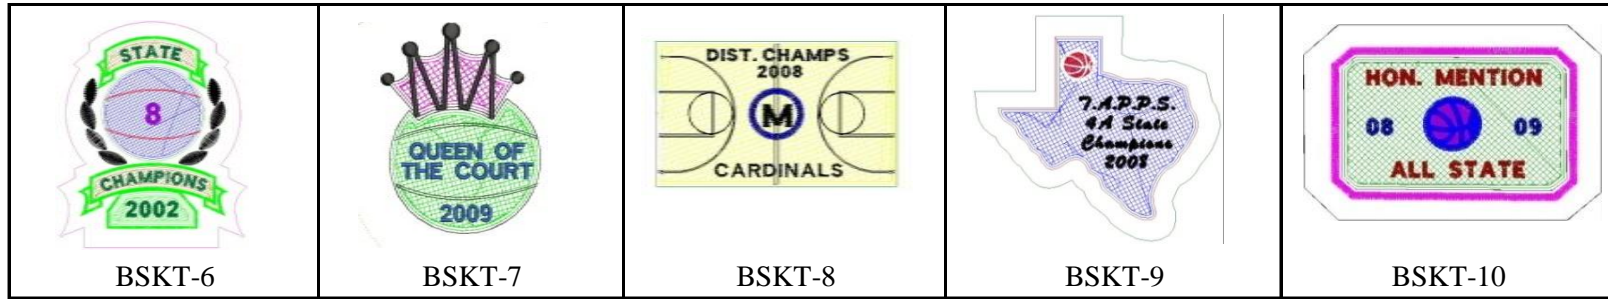 STATE
8
CHAMPIONS
2002
BSKT-6
QUEEN OF
THE COURT
2009
BSKT-7
DIST. CHAMPS
2008
M
CARDINALS
BSKT-8
T.A.P.P.S.
4A State
Champions
2008
BSKT-9
HON. MENTION
08 09
ALL STATE
BSKT-10